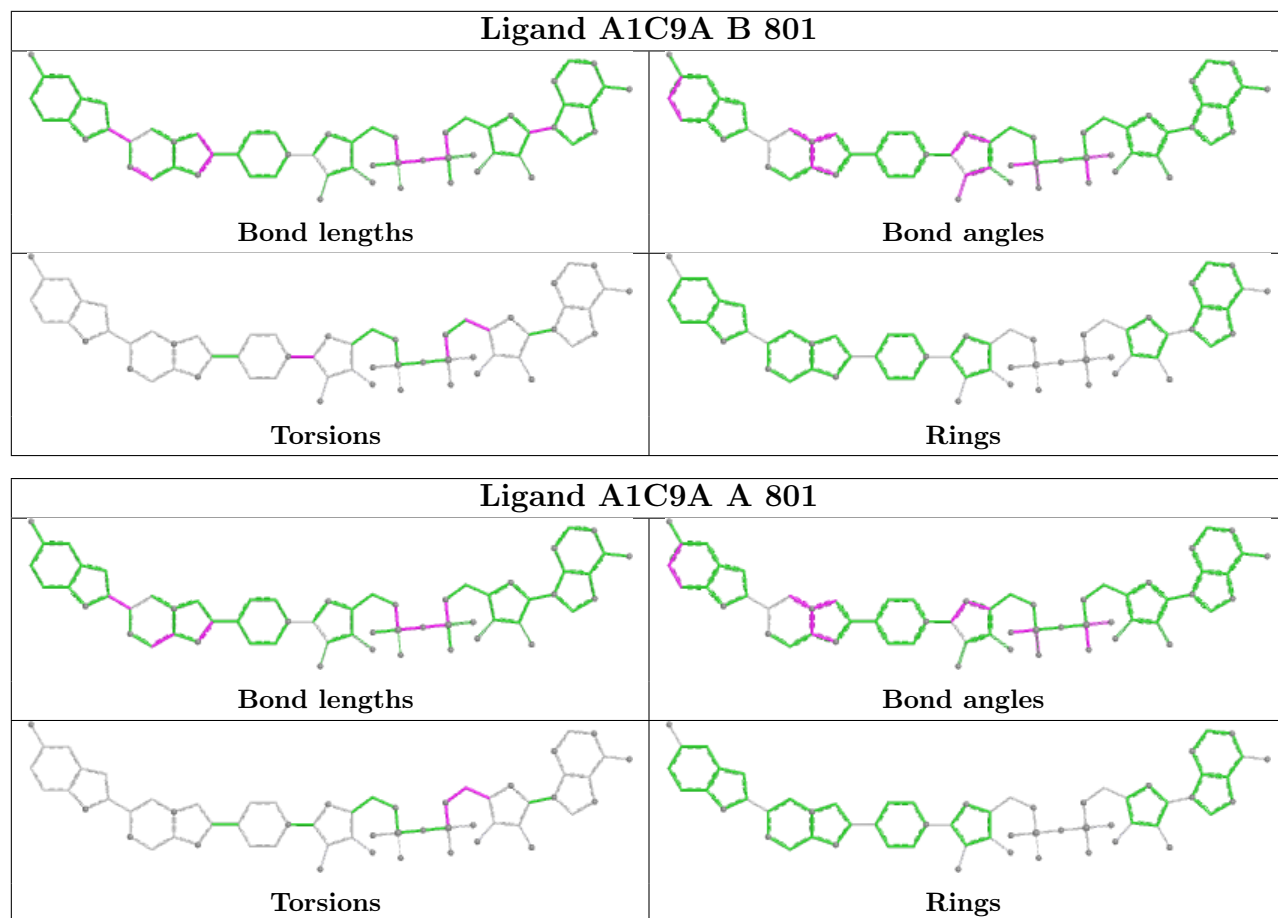 Ligand A1C9A B 801
Bond lengths
Bond angles
Torsions
Rings
Ligand A1C9A A 801
Bond lengths
Bond angles
Torsions
Rings